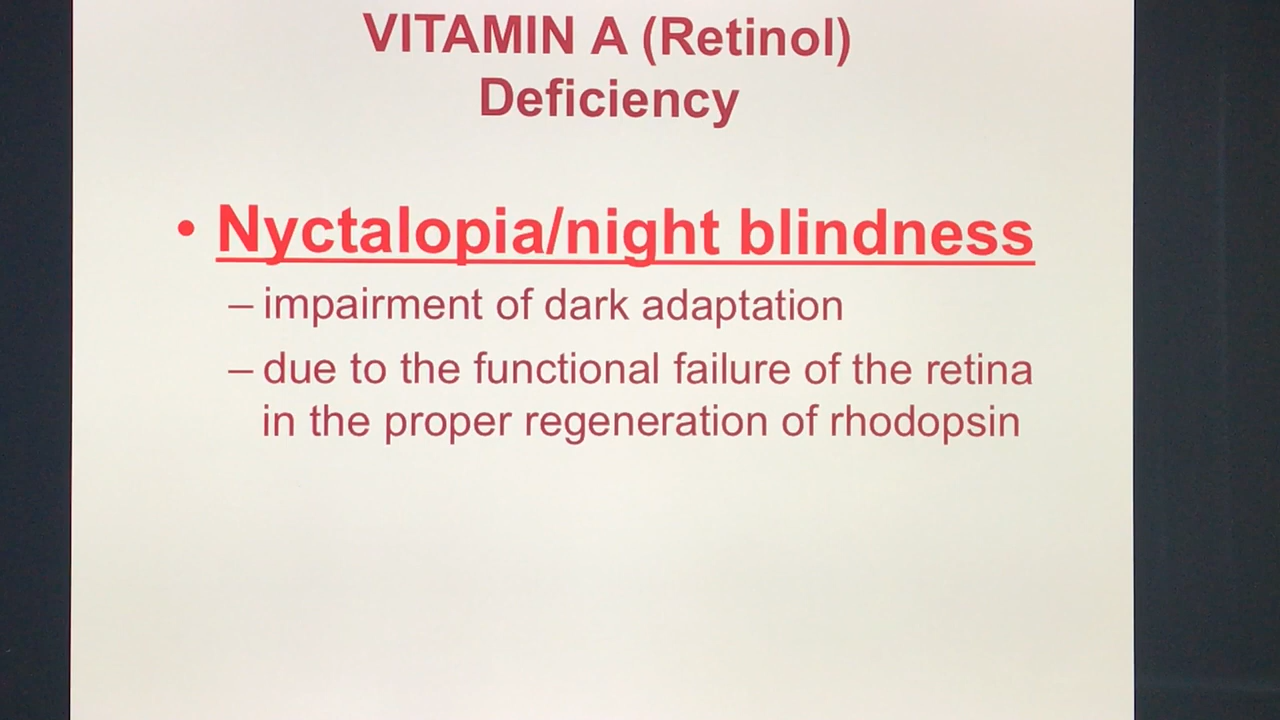 VITAMIN A (Retinol)
Deficiency
• Nyctalopia/night blindness
– impairment of dark adaptation
– due to the functional failure of the retina
in the proper regeneration of rhodopsin